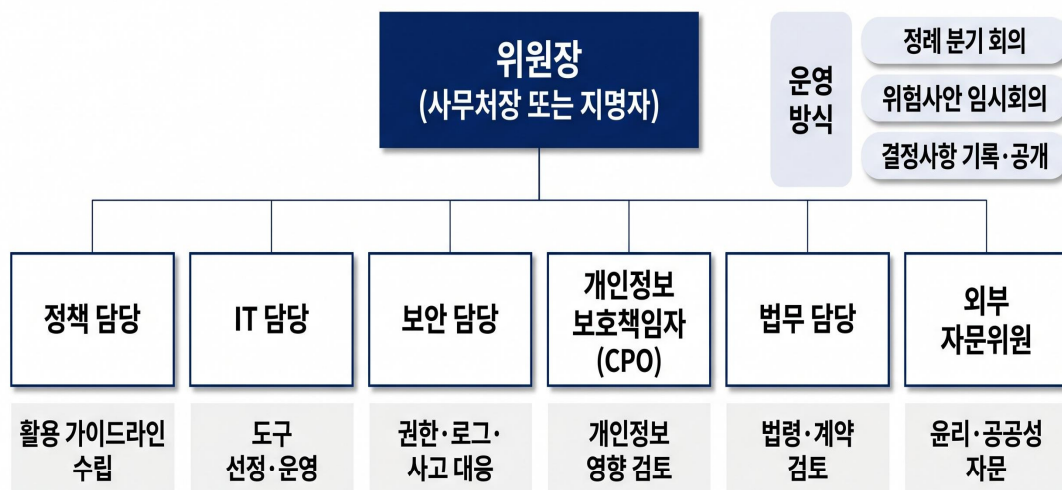 위원장
(사무처장 또는 지명자)
운영
방식
정례 분기 회의
위험사안 임시회의
결정사항 기록·공개
정책 담당
IT 담당
보안 담당
개인정보
보호책임자
(CPO)
법무 담당
외부
자문위원
활용 가이드라인
수립
도구
선정·운영
권한·로그·
사고 대응
개인정보
영향 검토
법령·계약
검토
윤리·공공성
자문